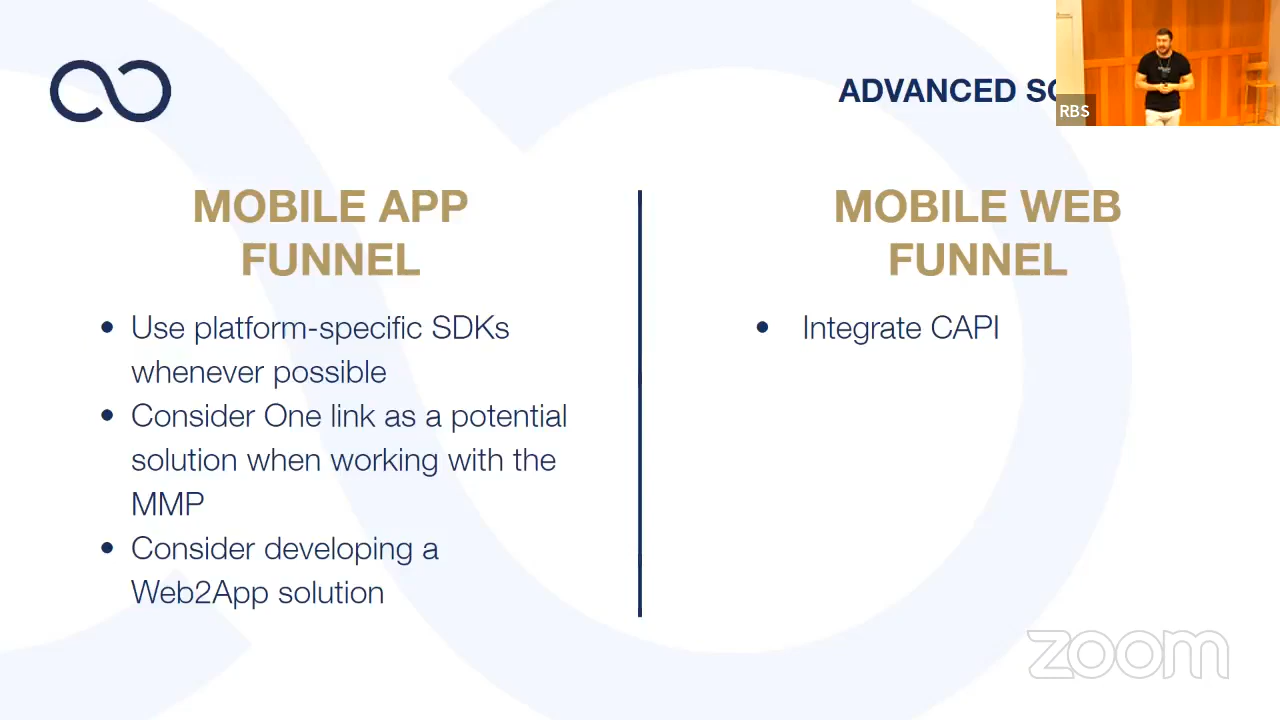 ADVANCED
RBS
MOBILE APP
FUNNEL
• Use platform-specific SDKs
whenever possible
• Consider One link as a potential
solution when working with the
MMP
• Consider developing a
Web2App solution
MOBILE WEB
FUNNEL
• Integrate CAPI
zoom